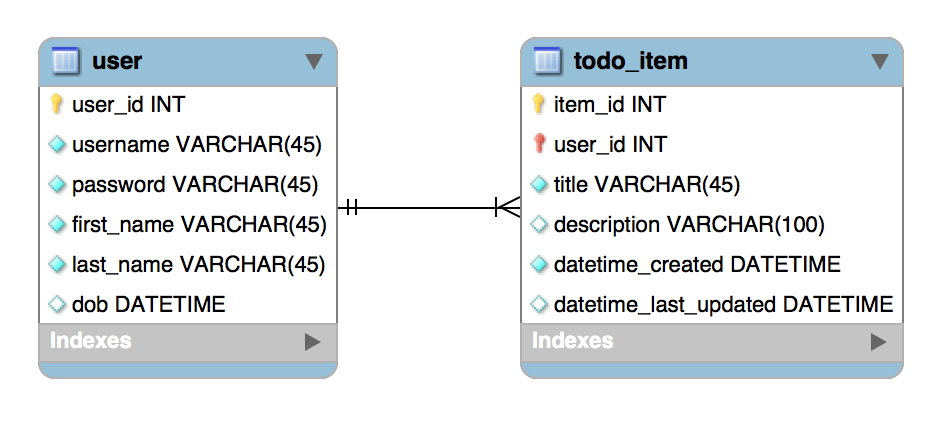 user
user_id INT
username VARCHAR(45)
password VARCHAR(45)
first_name VARCHAR(45)
last_name VARCHAR(45)
dob DATETIME
Indexes
todo_item
item_id INT
user_id INT
title VARCHAR(45)
description VARCHAR(100)
datetime_created DATETIME
datetime_last_updated DATETIME
Indexes